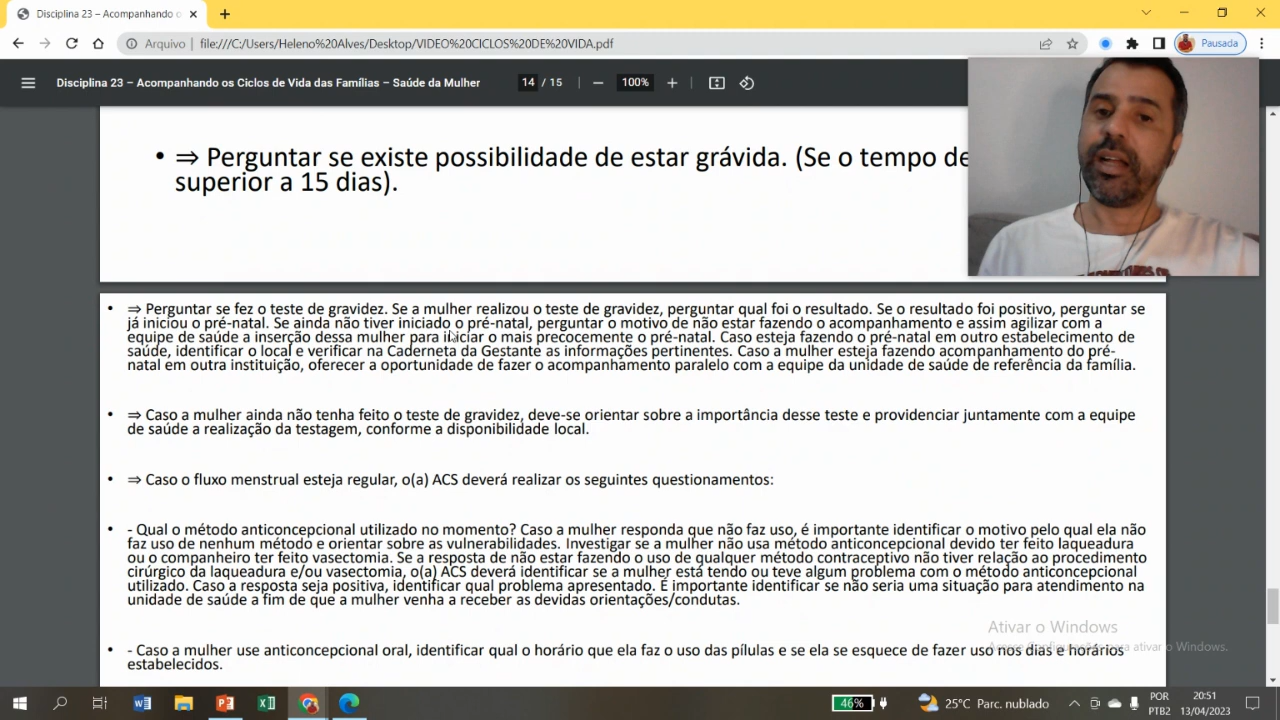 Disciplina 23 – Acompanhando o
Arquivo
file:///C:/Users/Heleno%20Alves/Desktop/VIDEO%20CICLOS%20DE%20VIDA.pdf
Pausada
Disciplina 23 – Acompanhando os Ciclos de Vida das Famílias – Saúde da Mulher
14 / 15
100%
• ⇒ Perguntar se existe possibilidade de estar grávida. (Se o tempo de
superior a 15 dias).
• ⇒ Perguntar se fez o teste de gravidez. Se a mulher realizou o teste de gravidez, perguntar qual foi o resultado. Se o resultado foi positivo, perguntar se
já iniciou o pré-natal. Se ainda não tiver iniciado o pré-natal, perguntar o motivo de não estar fazendo o acompanhamento e assim agilizar com a
equipe de saúde a inserção dessa mulher para iniciar o mais precocemente o pré-natal. Caso esteja fazendo o pré-natal em outro estabelecimento de
saúde, identificar o local e verificar na Caderneta da Gestante as informações pertinentes. Caso a mulher esteja fazendo acompanhamento do pré-
natal em outra instituição, oferecer a oportunidade de fazer o acompanhamento paralelo com a equipe da unidade de saúde de referência da família.
• ⇒ Caso a mulher ainda não tenha feito o teste de gravidez, deve-se orientar sobre a importância desse teste e providenciar juntamente com a equipe
de saúde a realização da testagem, conforme a disponibilidade local.
• ⇒ Caso o fluxo menstrual esteja regular, o(a) ACS deverá realizar os seguintes questionamentos:
• - Qual o método anticoncepcional utilizado no momento? Caso a mulher responda que não faz uso, é importante identificar o motivo pelo qual ela não
faz uso de nenhum método e orientar sobre as vulnerabilidades. Investigar se a mulher não usa método anticoncepcional devido ter feito laqueadura
ou o companheiro ter feito vasectomia. Se a resposta de não estar fazendo o uso de qualquer método contraceptivo não tiver relação ao procedimento
cirúrgico da laqueadura e/ou vasectomia, o(a) ACS deverá identificar se a mulher está tendo ou teve algum problema com o método anticoncepcional
utilizado. Caso a resposta seja positiva, identificar qual problema apresentado. É importante identificar se não seria uma situação para atendimento na
unidade de saúde a fim de que a mulher venha a receber as devidas orientações/condutas.
Ativar o Windows
para ativar o Windows.
• - Caso a mulher use anticoncepcional oral, identificar qual o horário que ela faz o uso das pílulas e se ela se esquece de fazer uso nos dias e horários
estabelecidos.
46%
25°C Parc. nublado
POR
PTB2
20:51
13/04/2023